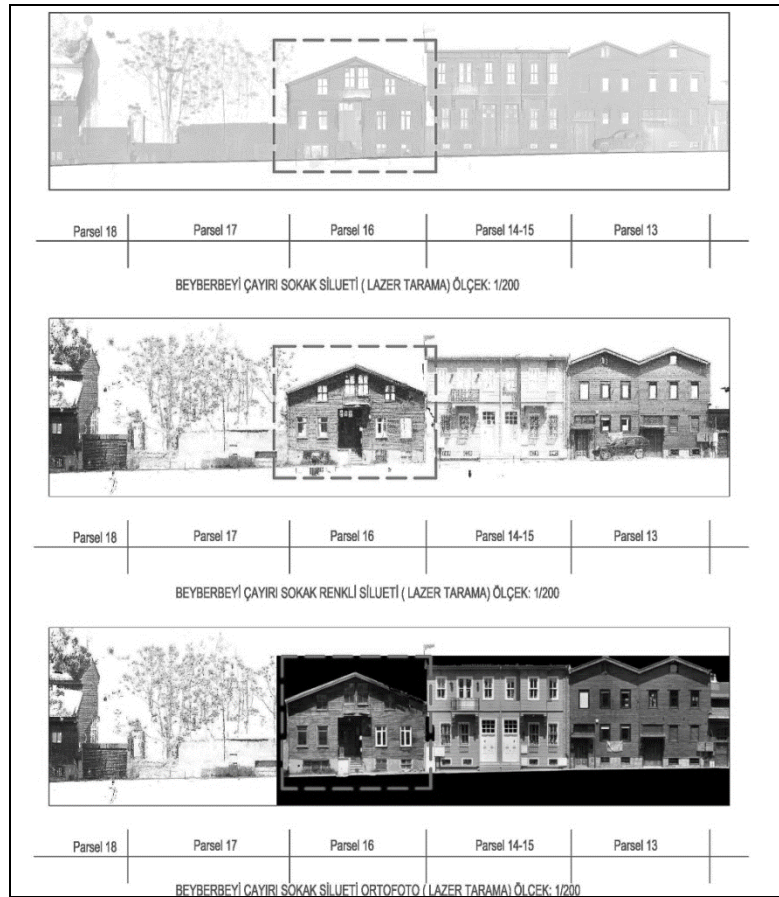 Parsel 18 Parsel 17 Parsel 16 Parsel 14-15 Parsel 13
BEYBERBEYİ ÇAYIRI SOKAK SİLUETİ ( LAZER TARAMA) ÖLÇEK: 1/200
Parsel 18 Parsel 17 Parsel 16 Parsel 14-15 Parsel 13
BEYBERBEYİ ÇAYIRI SOKAK RENKLİ SİLUETİ ( LAZER TARAMA) ÖLÇEK: 1/200
Parsel 18 Parsel 17 Parsel 16 Parsel 14-15 Parsel 13
BEYBERBEYİ ÇAYIRI SOKAK SİLUETİ ORTOFOTO ( LAZER TARAMA) ÖLÇEK: 1/200